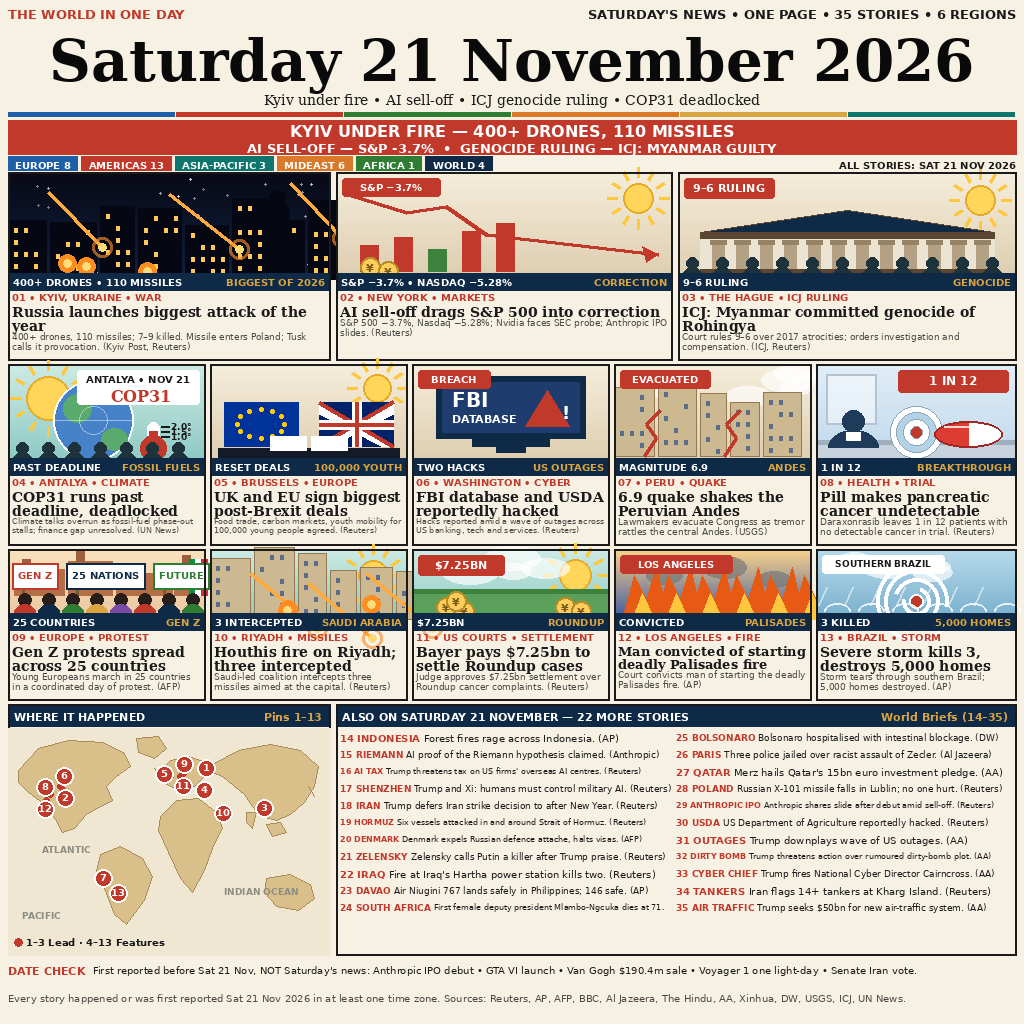 THE WORLD IN ONE DAY
SATURDAY'S NEWS • ONE PAGE • 35 STORIES • 6 REGIONS
Saturday 21 November 2026
Kyiv under fire • AI sell-off • ICJ genocide ruling • COP31 deadlocked
KYIV UNDER FIRE — 400+ DRONES, 110 MISSILES
AI SELL-OFF — S&P -3.7% • GENOCIDE RULING — ICJ: MYANMAR GUILTY
EUROPE 8
AMERICAS 13
ASIA-PACIFIC 3
MIDEAST 6
AFRICA 1
WORLD 4
ALL STORIES: SAT 21 NOV 2026
400+ DRONES • 110 MISSILES
BIGGEST OF 2026
01 • KYIV, UKRAINE • WAR
Russia launches biggest attack of the
year
400+ drones, 110 missiles; 7–9 killed. Missile enters Poland; Tusk
calls it provocation. (Kyiv Post, Reuters)
S&P −3.7%
¥
¥
S&P −3.7% • NASDAQ −5.28%
CORRECTION
02 • NEW YORK • MARKETS
AI sell-off drags S&P 500 into correction
S&P 500 −3.7%, Nasdaq −5.28%; Nvidia faces SEC probe; Anthropic IPO
slides. (Reuters)
9–6 RULING
9–6 RULING
GENOCIDE
03 • THE HAGUE • ICJ RULING
ICJ: Myanmar committed genocide of
Rohingya
Court rules 9–6 over 2017 atrocities; orders investigation and
compensation. (ICJ, Reuters)
ANTALYA • NOV 21
COP31
2.0°
1.0°
PAST DEADLINE
FOSSIL FUELS
04 • ANTALYA • CLIMATE
COP31 runs past
deadline, deadlocked
Climate talks overrun as fossil-fuel phase-out
stalls; finance gap unresolved. (UN News)
RESET DEALS
100,000 YOUTH
05 • BRUSSELS • EUROPE
UK and EU sign biggest
post-Brexit deals
Food trade, carbon markets, youth mobility for
100,000 young people agreed. (Reuters)
BREACH
FBI
DATABASE
!
TWO HACKS
US OUTAGES
06 • WASHINGTON • CYBER
FBI database and USDA
reportedly hacked
Hacks reported amid a wave of outages across
US banking, tech and services. (Reuters)
EVACUATED
MAGNITUDE 6.9
ANDES
07 • PERU • QUAKE
6.9 quake shakes the
Peruvian Andes
Lawmakers evacuate Congress as tremor
rattles the central Andes. (USGS)
1 IN 12
1 IN 12
BREAKTHROUGH
08 • HEALTH • TRIAL
Pill makes pancreatic
cancer undetectable
Daraxonrasib leaves 1 in 12 patients with
no detectable cancer in trial. (Reuters)
GEN Z
25 NATIONS
FUTURE
25 COUNTRIES
GEN Z
09 • EUROPE • PROTEST
Gen Z protests spread
across 25 countries
Young Europeans march in 25 countries
in a coordinated day of protest. (AFP)
3 INTERCEPTED
SAUDI ARABIA
10 • RIYADH • MISSILES
Houthis fire on Riyadh;
three intercepted
Saudi-led coalition intercepts three
missiles aimed at the capital. (Reuters)
$7.25BN
$7.25BN
ROUNDUP
11 • US COURTS • SETTLEMENT
Bayer pays $7.25bn to
settle Roundup cases
Judge approves $7.25bn settlement over
Roundup cancer complaints. (Reuters)
LOS ANGELES
CONVICTED
PALISADES
12 • LOS ANGELES • FIRE
Man convicted of starting
deadly Palisades fire
Court convicts man of starting the deadly
Palisades fire. (AP)
SOUTHERN BRAZIL
3 KILLED
5,000 HOMES
13 • BRAZIL • STORM
Severe storm kills 3,
destroys 5,000 homes
Storm tears through southern Brazil;
5,000 homes destroyed. (AP)
WHERE IT HAPPENED
Pins 1–13
9
1
5
6
11
4
8
2
12
10
3
ATLANTIC
7
13
INDIAN OCEAN
PACIFIC
1–3 Lead · 4–13 Features
ALSO ON SATURDAY 21 NOVEMBER — 22 MORE STORIES
World Briefs (14–35)
14 INDONESIA Forest fires rage across Indonesia. (AP)
15 RIEMANN AI proof of the Riemann hypothesis claimed. (Anthropic)
16 AI TAX Trump threatens tax on US firms' overseas AI centres. (Reuters)
17 SHENZHEN Trump and Xi: humans must control military AI. (Reuters)
18 IRAN Trump defers Iran strike decision to after New Year. (Reuters)
19 HORMUZ Six vessels attacked in and around Strait of Hormuz. (Reuters)
20 DENMARK Denmark expels Russian defence attache, halts visas. (AFP)
21 ZELENSKY Zelensky calls Putin a killer after Trump praise. (Reuters)
22 IRAQ Fire at Iraq's Hartha power station kills two. (Reuters)
23 DAVAO Air Niugini 767 lands safely in Philippines; 146 safe. (AP)
24 SOUTH AFRICA First female deputy president Mlambo-Ngcuka dies at 71.
25 BOLSONARO Bolsonaro hospitalised with intestinal blockage. (DW)
26 PARIS Three police jailed over racist assault of Zeder. (Al Jazeera)
27 QATAR Merz hails Qatar's 15bn euro investment pledge. (AA)
28 POLAND Russian X-101 missile falls in Lublin; no one hurt. (Reuters)
29 ANTHROPIC IPO Anthropic shares slide after debut amid sell-off. (Reuters)
30 USDA US Department of Agriculture reportedly hacked. (Reuters)
31 OUTAGES Trump downplays wave of US outages. (AA)
32 DIRTY BOMB Trump threatens action over rumoured dirty-bomb plot. (AA)
33 CYBER CHIEF Trump fires National Cyber Director Cairncross. (AA)
34 TANKERS Iran flags 14+ tankers at Kharg Island. (Reuters)
35 AIR TRAFFIC Trump seeks $50bn for new air-traffic system. (AA)
DATE CHECK First reported before Sat 21 Nov, NOT Saturday's news: Anthropic IPO debut • GTA VI launch • Van Gogh $190.4m sale • Voyager 1 one light-day • Senate Iran vote.
Every story happened or was first reported Sat 21 Nov 2026 in at least one time zone. Sources: Reuters, AP, AFP, BBC, Al Jazeera, The Hindu, AA, Xinhua, DW, USGS, ICJ, UN News.